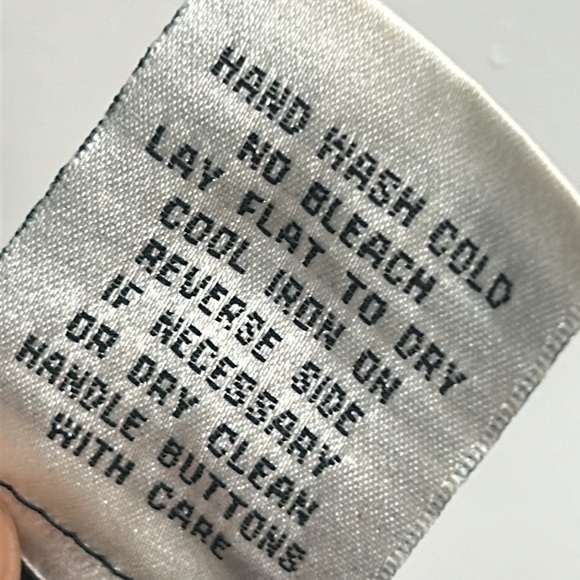 HAND WASH COLD
NO BLEACH
LAY FLAT TO DRY
COOL IRON ON
REVERSE SIDE
IF NECESSARY
OR DRY CLEAN
HANDLE BUTTONS
WITH CARE